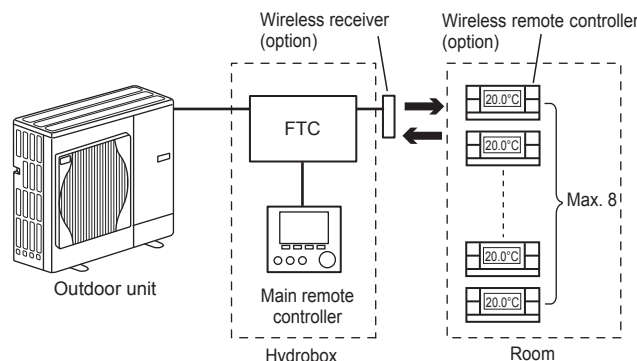 Wireless receiver
(option)
Wireless remote controller
(option)
FTC
20.0°C
20.0°C
20.0°C
20.0°C
Max. 8
Outdoor unit
Main remote
controller
Hydrobox
Room